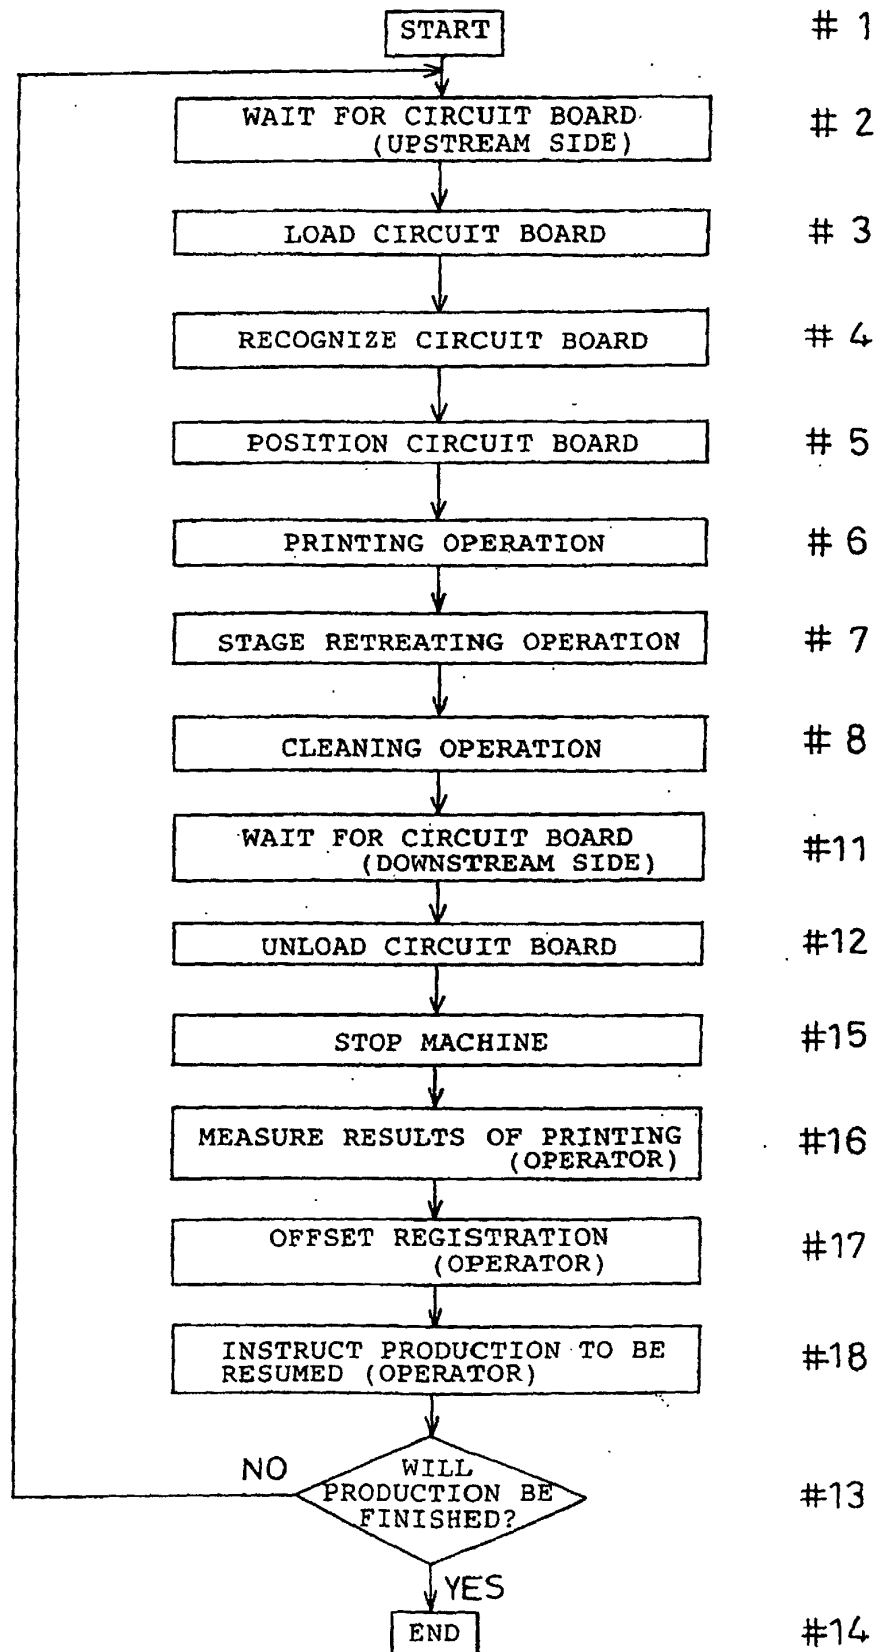 START
# 1
WAIT FOR CIRCUIT BOARD
(UPSTREAM SIDE)
# 2
LOAD CIRCUIT BOARD
# 3
RECOGNIZE CIRCUIT BOARD
# 4
POSITION CIRCUIT BOARD
# 5
PRINTING OPERATION
# 6
STAGE RETREATING OPERATION
# 7
CLEANING OPERATION
# 8
WAIT FOR CIRCUIT BOARD
(DOWNSTREAM SIDE)
#11
UNLOAD CIRCUIT BOARD
#12
STOP MACHINE
#15
MEASURE RESULTS OF PRINTING
(OPERATOR)
#16
OFFSET REGISTRATION
(OPERATOR)
#17
INSTRUCT PRODUCTION TO BE
RESUMED (OPERATOR)
#18
NO
WILL
PRODUCTION BE
FINISHED?
#13
YES
END
#14